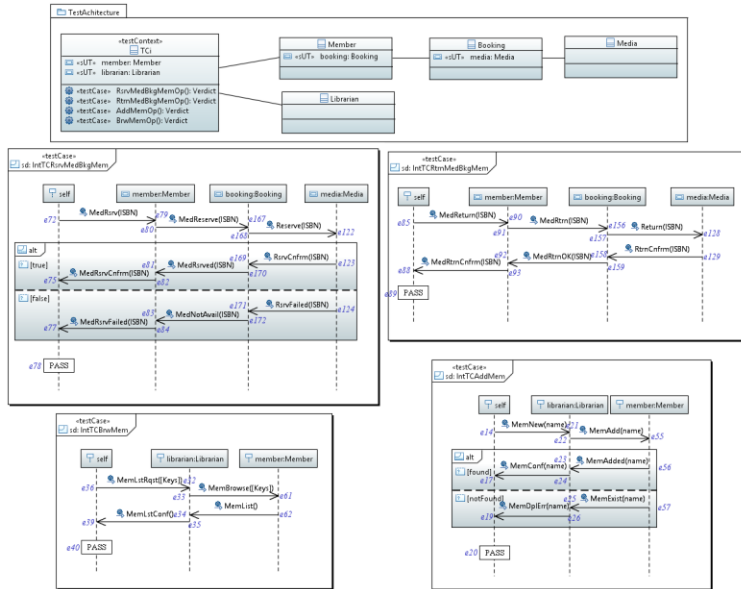 TestAchitecture
«testContext»
TCi
«sUT» member: Member
«sUT» librarian: Librarian
«testCase» RsrvMedBkgMemOp(): Verdict
«testCase» RtrnMedBkgMemOp(): Verdict
«testCase» AddMemOp(): Verdict
«testCase» BrwMemOp(): Verdict
Member
«sUT» booking: Booking
Booking
«sUT» media: Media
Media
Librarian
«testCase»
sd: IntTCRsrvMedBkgMem
self
member:Member
booking:Booking
media:Media
e72
MedRsrv(ISBN)
e79
e80
MedReserve(ISBN)
e167
e168
Reserve(ISBN)
e122
alt
[true]
RsrvCnfrm(ISBN)
e123
e169
e170
MedRsrved(ISBN)
e81
e82
MedRsrvCnfrm(ISBN)
e75
[false]
RsrvFailed(ISBN)
e124
e171
e172
MedNotAvail(ISBN)
e83
e84
MedRsrvFailed(ISBN)
e77
e78
PASS
«testCase»
sd: IntTCRtrnMedBkgMem
self
member:Member
booking:Booking
media:Media
e85
MedReturn(ISBN)
e90
e91
MedRtrn(ISBN)
e156
e157
Return(ISBN)
e128
RtrnCnfrm(ISBN)
e129
e158
e159
MedRtrnOK(ISBN)
e92
e93
MedRtrnCnfrm(ISBN)
e88
e89
PASS
«testCase»
sd: IntTCBrwMem
self
librarian:Librarian
member:Member
e36
MemLstRqst([Keys])
e32
e33
MemBrowse([Keys])
e61
MemList()
e62
e34
e35
MemLstConf()
e39
e40
PASS
«testCase»
sd: IntTCAddMem
self
librarian:Librarian
member:Member
e14
MemNew(name)
e21
e22
MemAdd(name)
e55
alt
[found]
MemAdded(name)
e56
e23
e24
MemConf(name)
e17
[notFound]
MemExist(name)
e57
e25
e26
MemDplErr(name)
e19
e20
PASS